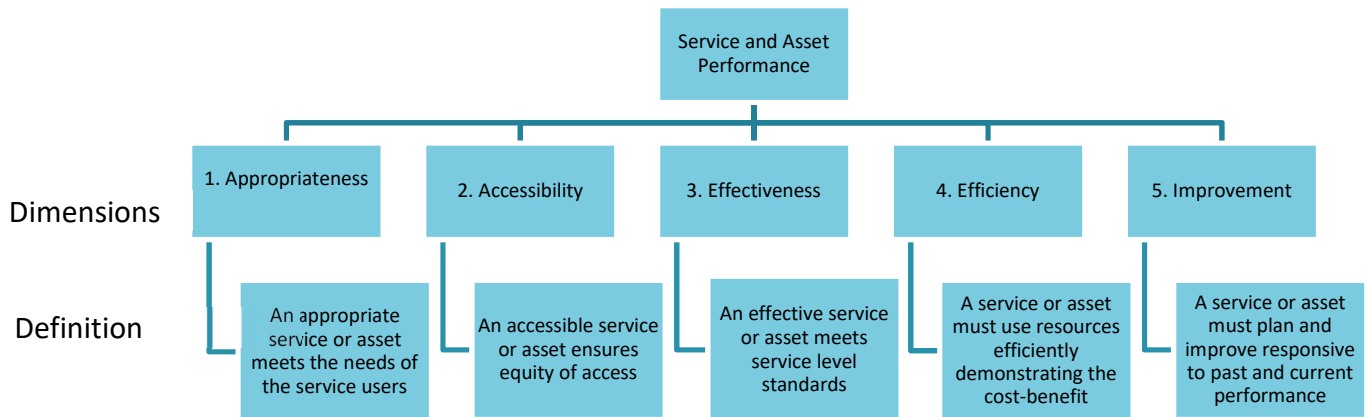 Service and Asset
Performance
Dimensions
1. Appropriateness
2. Accessibility
3. Effectiveness
4. Efficiency
5. Improvement
Definition
An appropriate
service or asset
meets the needs of
the service users
An accessible service
or asset ensures
equity of access
An effective service
or asset meets
service level
standards
A service or asset
must use resources
efficiently
demonstrating the
cost-benefit
A service or asset
must plan and
improve responsive
to past and current
performance